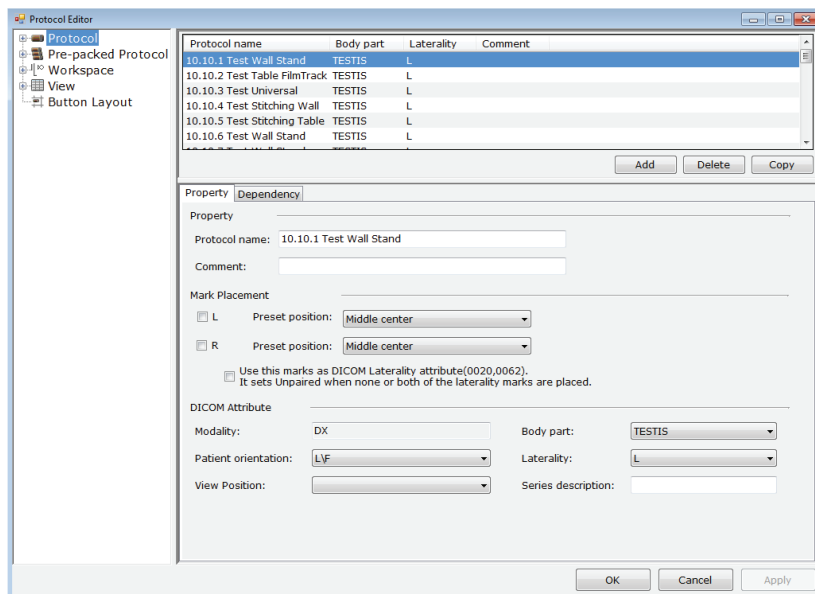 Protocol Editor
Protocol
Pre-packed Protocol
Workspace
View
Button Layout
Protocol name Body part Laterality Comment
10.10.1 Test Wall Stand TESTIS L
10.10.2 Test Table FilmTrack TESTIS L
10.10.3 Test Universal TESTIS L
10.10.4 Test Stitching Wall TESTIS L
10.10.5 Test Stitching Table TESTIS L
10.10.6 Test Wall Stand TESTIS L
Add Delete Copy
Property Dependency
Property
Protocol name: 10.10.1 Test Wall Stand
Comment:
Mark Placement
L Preset position: Middle center
R Preset position: Middle center
Use this marks as DICOM Laterality attribute(0020,0062).
It sets Unpaired when none or both of the laterality marks are placed.
DICOM Attribute
Modality: DX Body part: TESTIS
Patient orientation: L\F Laterality: L
View Position: Series description:
OK Cancel Apply